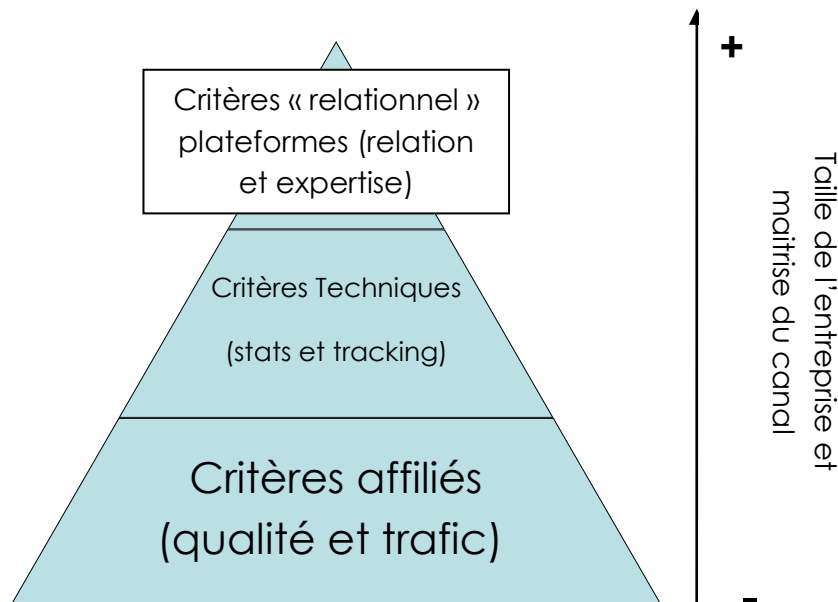 Critères « relationnel »
plateformes (relation
et expertise)
Critères Techniques
(stats et tracking)
Critères affiliés
(qualité et trafic)
+
Taille de l'entreprise et
maitrise du canal
-